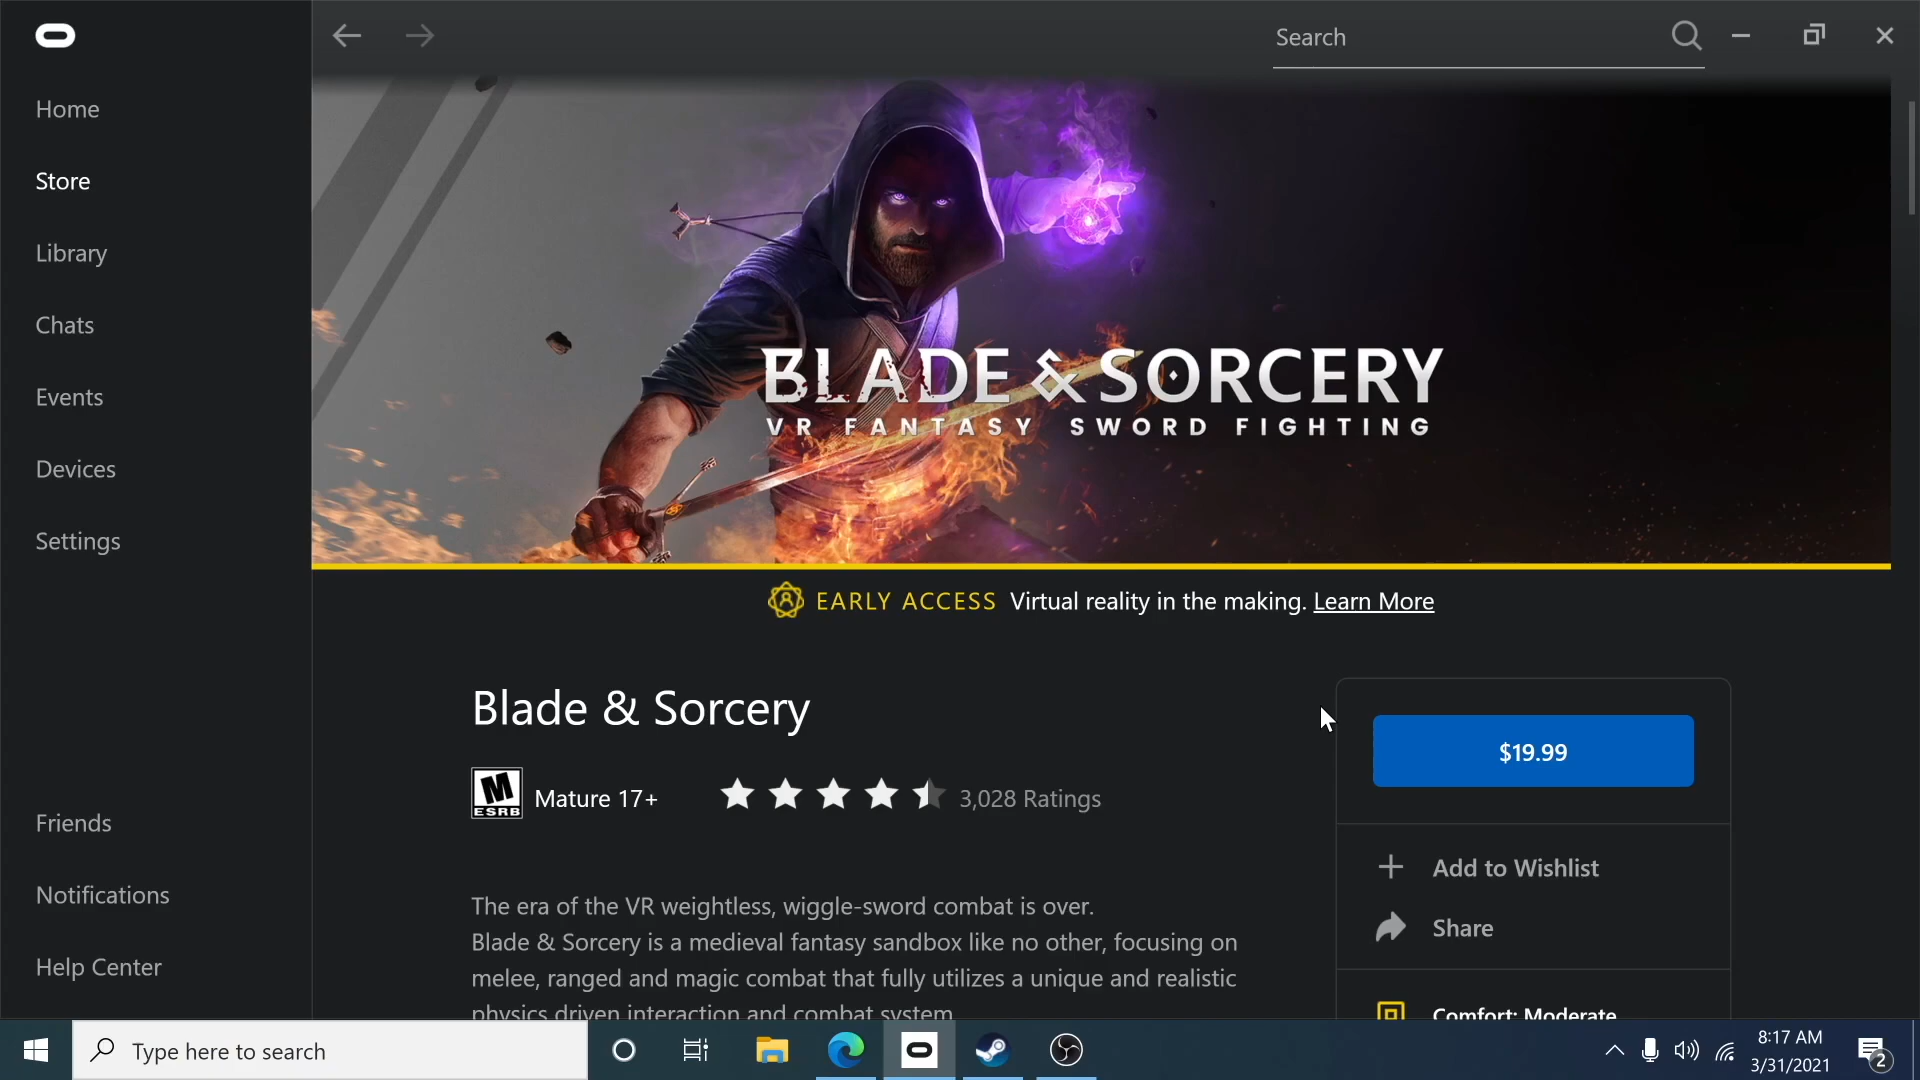 Search
Home
Store
Library
Chats
Events
Devices
Settings
Friends
Notifications
Help Center
BLADE & SORCERY
VR FANTASY SWORD FIGHTING
EARLY ACCESS Virtual reality in the making. Learn More
Blade & Sorcery
M
ESRB
Mature 17+
3,028 Ratings
The era of the VR weightless, wiggle-sword combat is over.
Blade & Sorcery is a medieval fantasy sandbox like no other, focusing on
melee, ranged and magic combat that fully utilizes a unique and realistic
physics driven interaction and combat system.
$19.99
Add to Wishlist
Share
Comfort: Moderate
Type here to search
8:17 AM
3/31/2021
2